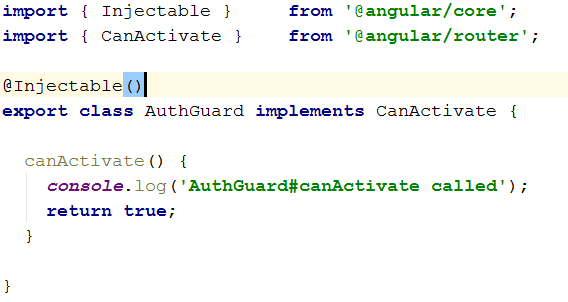 import { Injectable }     from '@angular/core';
import { CanActivate }    from '@angular/router';
@Injectable()
export class AuthGuard implements CanActivate {
  canActivate() {
    console.log('AuthGuard#canActivate called');
    return true;
  }
}